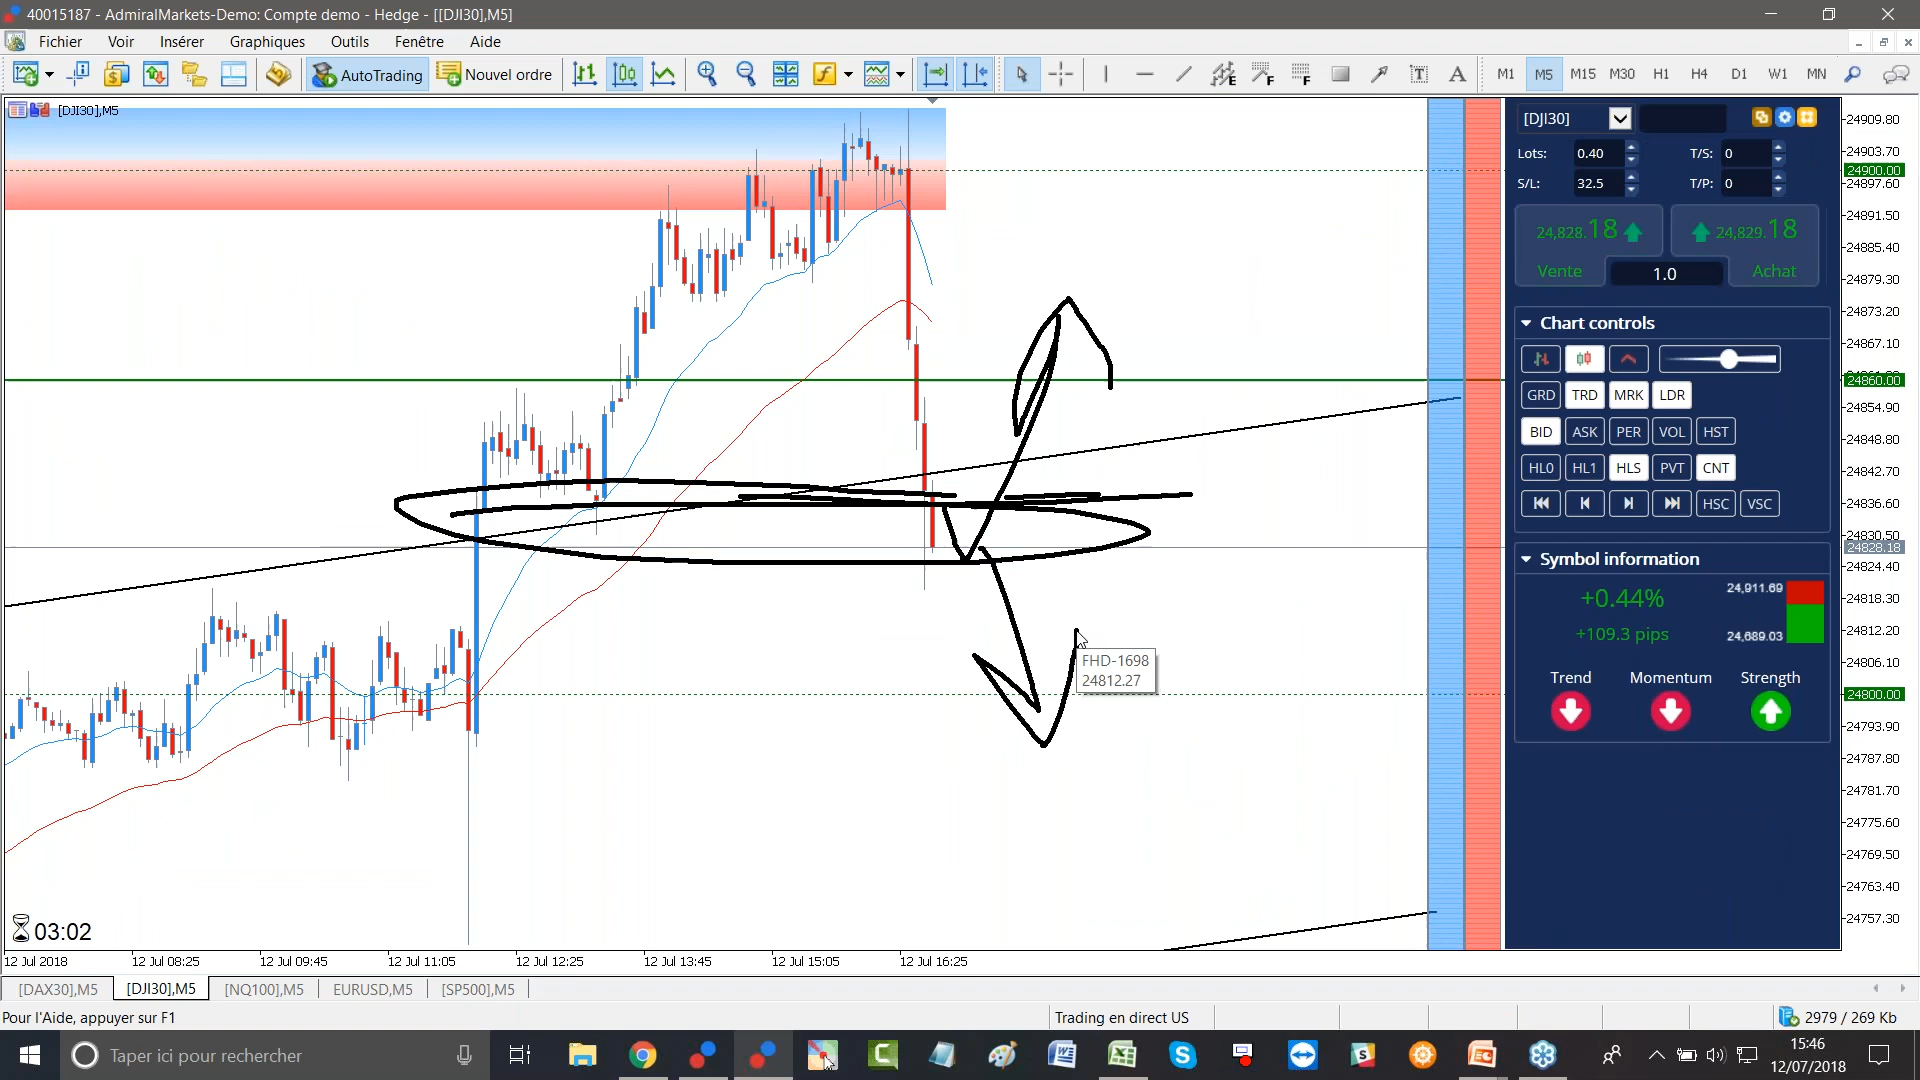 40015187 - AdmiralMarkets-Demo: Compte demo - Hedge - [[DJI30],M5]
Fichier Voir Insérer Graphiques Outils Fenêtre Aide
AutoTrading Nouvel ordre M1 M5 M15 M30 H1 H4 D1 W1 MN
[DJI30],M5
[DJI30]
Lots: 0.40 T/S: 0
S/L: 32.5 T/P: 0
24,828.18 24,829.18
Vente 1.0 Achat
Chart controls
GRD TRD MRK LDR
BID ASK PER VOL HST
HL0 HL1 HLS PVT CNT
HSC VSC
Symbol information
+0.44% 24,911.69
+109.3 pips 24,689.03
Trend Momentum Strength
24909.80
24903.70
24900.00
24897.60
24891.50
24885.40
24879.30
24873.20
24867.10
24860.00
24854.90
24848.80
24842.70
24836.60
24830.50
24828.18
24824.40
24818.30
24812.20
24806.10
24800.00
24793.90
24787.80
24781.70
24775.60
24769.50
24763.40
24757.30
FHD-1698
24812.27
03:02
12 Jul 2018 12 Jul 08:25 12 Jul 09:45 12 Jul 11:05 12 Jul 12:25 12 Jul 13:45 12 Jul 15:05 12 Jul 16:25
[DAX30],M5 [DJI30],M5 [NQ100],M5 EURUSD,M5 [SP500],M5
Pour l'Aide, appuyer sur F1 Trading en direct US 2979 / 269 Kb
Taper ici pour rechercher
15:46
12/07/2018